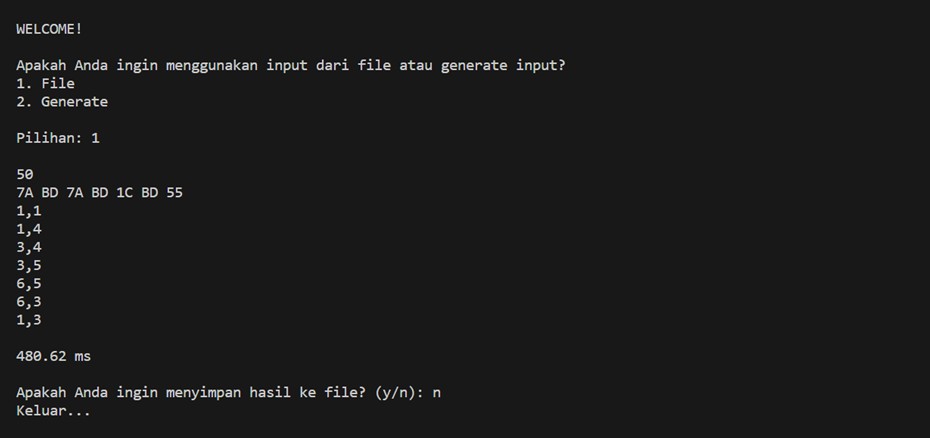 WELCOME!
Apakah Anda ingin menggunakan input dari file atau generate input?
1. File
2. Generate
Pilihan: 1
50
7A BD 7A BD 1C BD 55
1,1
1,4
3,4
3,5
6,5
6,3
1,3
480.62 ms
Apakah Anda ingin menyimpan hasil ke file? (y/n): n
Keluar...